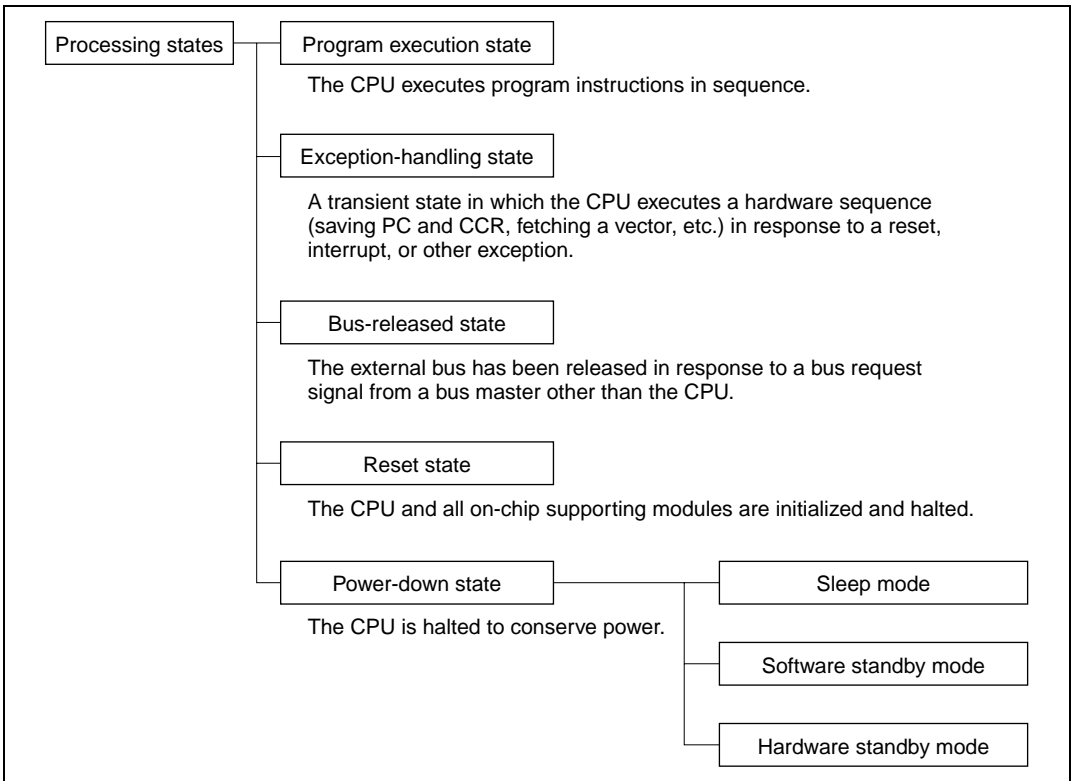 Processing states
Program execution state
The CPU executes program instructions in sequence.
Exception-handling state
A transient state in which the CPU executes a hardware sequence
(saving PC and CCR, fetching a vector, etc.) in response to a reset,
interrupt, or other exception.
Bus-released state
The external bus has been released in response to a bus request
signal from a bus master other than the CPU.
Reset state
The CPU and all on-chip supporting modules are initialized and halted.
Power-down state
Sleep mode
The CPU is halted to conserve power.
Software standby mode
Hardware standby mode